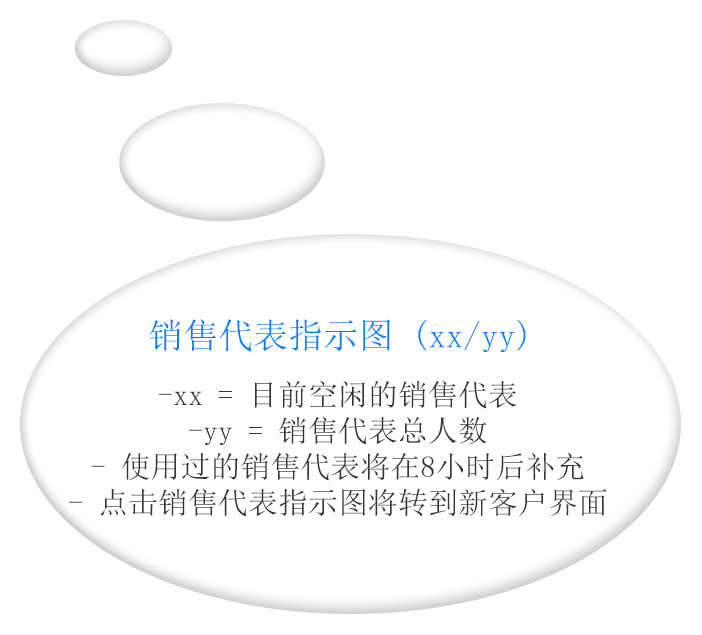 销售代表指示图 (xx/yy)
-xx = 目前空闲的销售代表
-yy = 销售代表总人数
- 使用过的销售代表将在8小时后补充
- 点击销售代表指示图将转到新客户界面